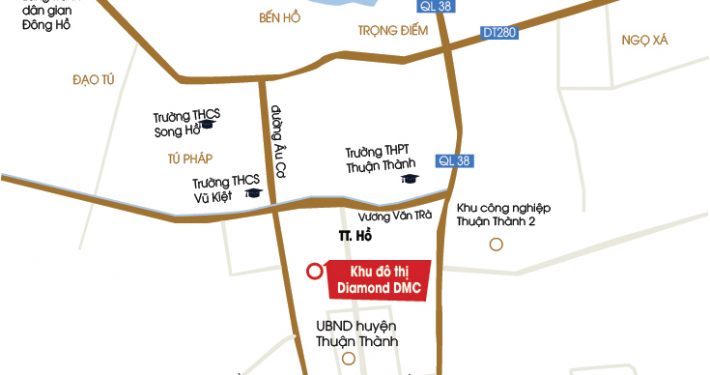 dân gian
Đông Hồ
BẾN HỒ
TRỌNG ĐIỂM
QL 38
DT280
NGỌ XÁ
ĐẠO TÚ
Trường THCS
Song Hồ
đường Âu Cơ
TÚ PHÁP
Trường THPT
Thuận Thành
QL 38
Trường THCS
Vũ Kiệt
Vương Văn TRà
Khu công nghiệp
Thuận Thành 2
TT. Hồ
Khu đô thị
Diamond DMC
UBND huyện
Thuận Thành